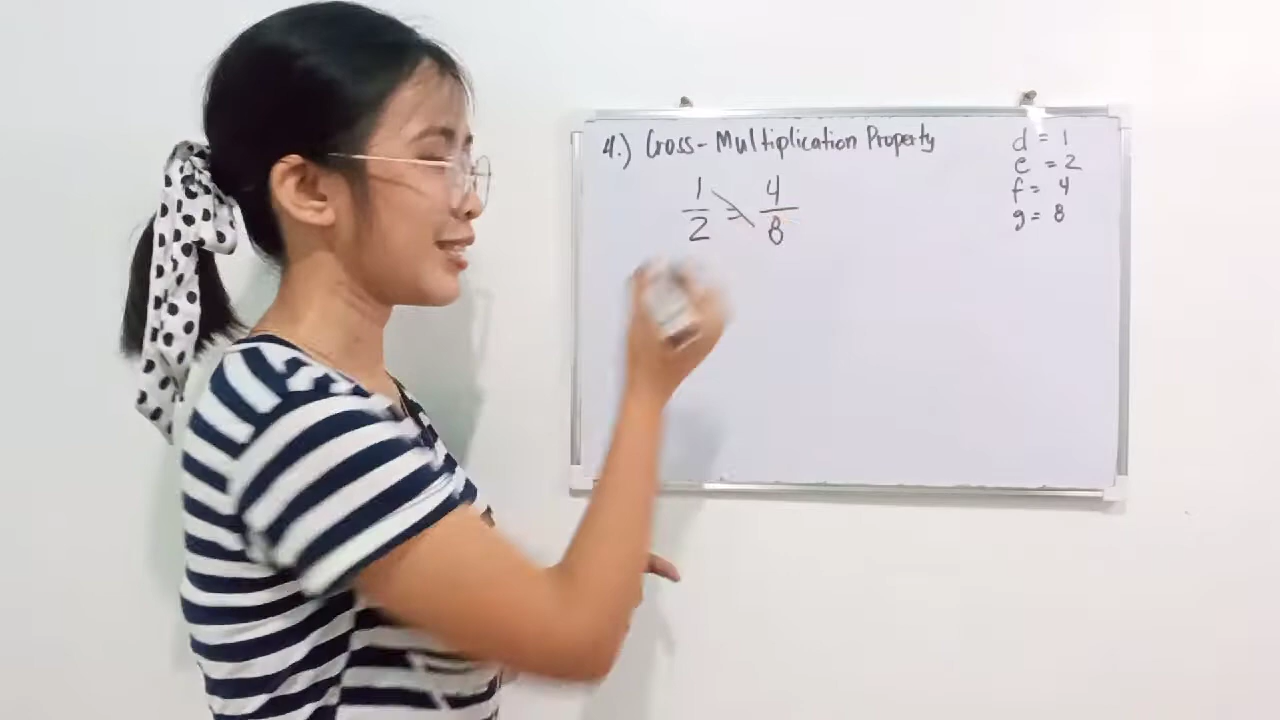 4.) Cross-Multiplication Property
1/2 = 4/8
d = 1
e = 2
f = 4
g = 8